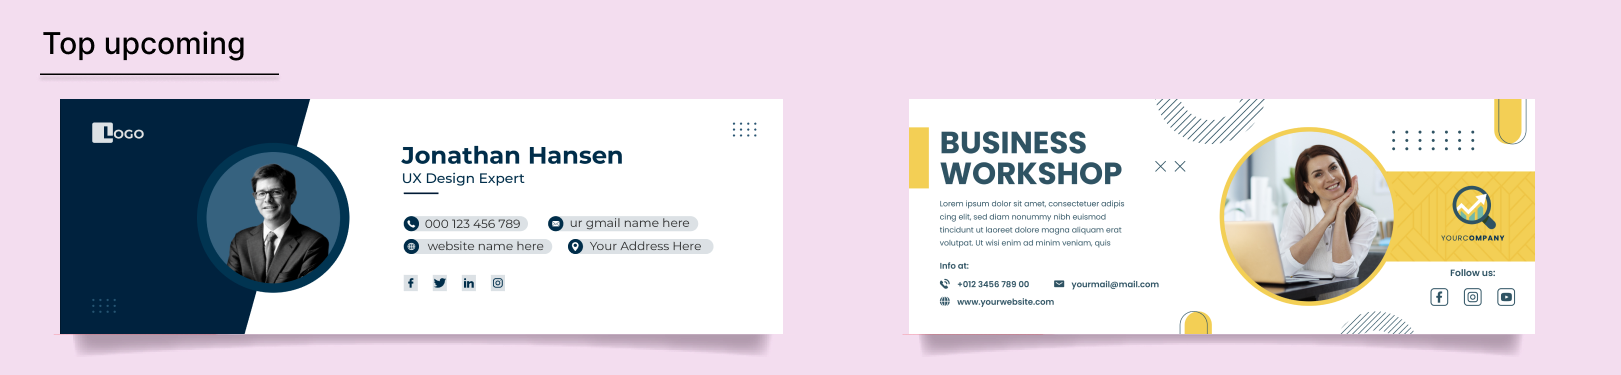 Top upcoming
LOGO
Jonathan Hansen
UX Design Expert
000 123 456 789
ur gmail name here
website name here
Your Address Here
BUSINESS
WORKSHOP
Lorem ipsum dolor sit amet, consectetuer adipis
cing elit, sed diam nonummy nibh euismod
tincidunt ut laoreet dolore magna aliquam erat
volutpat. Ut wisi enim ad minim veniam, quis
Info at:
+012 3456 789 00
yourmail@mail.com
www.yourwebsite.com
YOURCOMPANY
Follow us: